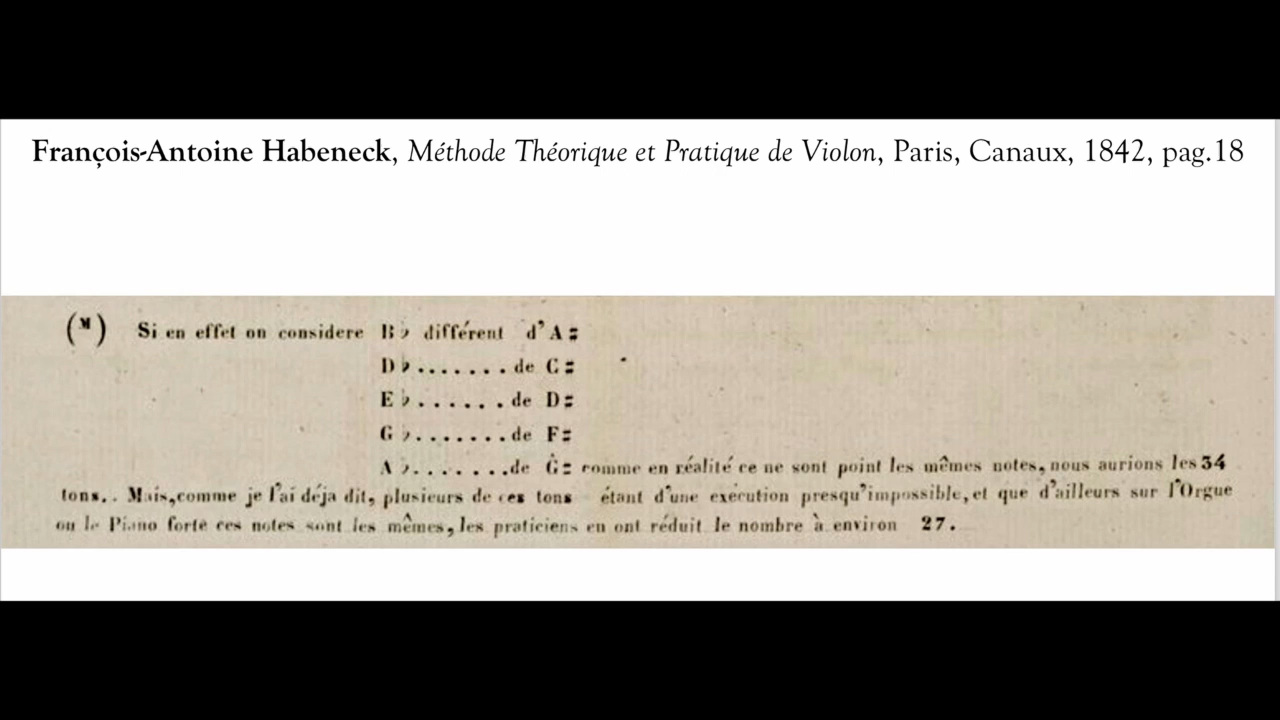 François-Antoine Habeneck, Méthode Théorique et Pratique de Violon, Paris, Canaux, 1842, pag.18
(M) Si en effet on considere B♭ différent d'A♯
D♭.......de C♯
E♭......de D♯
G♭.......de F♯
A♭.......de G♯ comme en réalité ce ne sont point les mêmes notes, nous aurions les 34
tons.. Mais, comme je l'ai déja dit, plusieurs de ces tons étant d'une exécution presqu'impossible, et que d'ailleurs sur l'Orgue
ou le Piano forte ces notes sont les mêmes, les praticiens en ont réduit le nombre à environ 27.